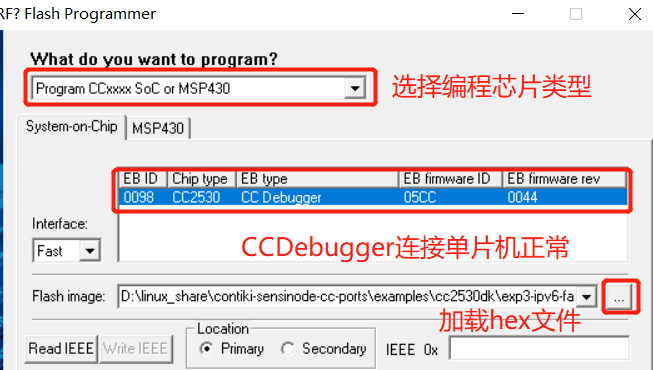 RF? Flash Programmer
What do you want to program?
Program CCxxxx SoC or MSP430
选择编程芯片类型
System-on-Chip MSP430
EB ID Chip type EB type EB firmware ID EB firmware rev
0098 CC2530 CC Debugger 05CC 0044
Interface:
Fast
CCDebugger连接单片机正常
Flash image: D:\linux_share\contiki-sensinode-cc-ports\examples\cc2530dk\exp3-ipv6-fa ...
加载hex文件
Location
Read IEEE Write IEEE Primary Secondary IEEE 0x